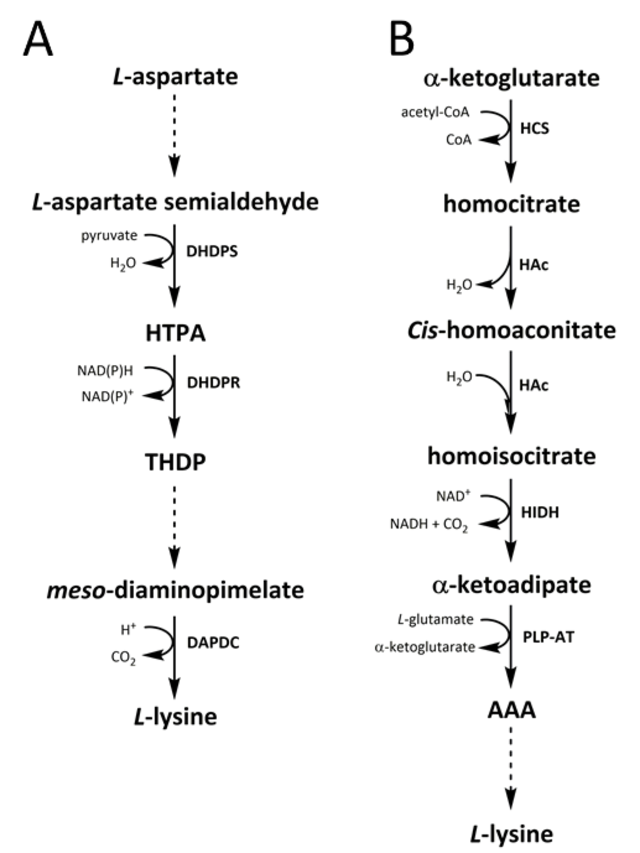 A
L-aspartate
L-aspartate semialdehyde
pyruvate
DHDPS
H₂O
HTPA
NAD(P)H
DHDPR
NAD(P)⁺
THDP
meso-diaminopimelate
H⁺
DAPDC
CO₂
L-lysine
B
α-ketoglutarate
acetyl-CoA
HCS
CoA
homocitrate
HAc
H₂O
Cis-homoaconitate
H₂O
HAc
homoisocitrate
NAD⁺
HIDH
NADH + CO₂
α-ketoadipate
L-glutamate
PLP-AT
α-ketoglutarate
AAA
L-lysine